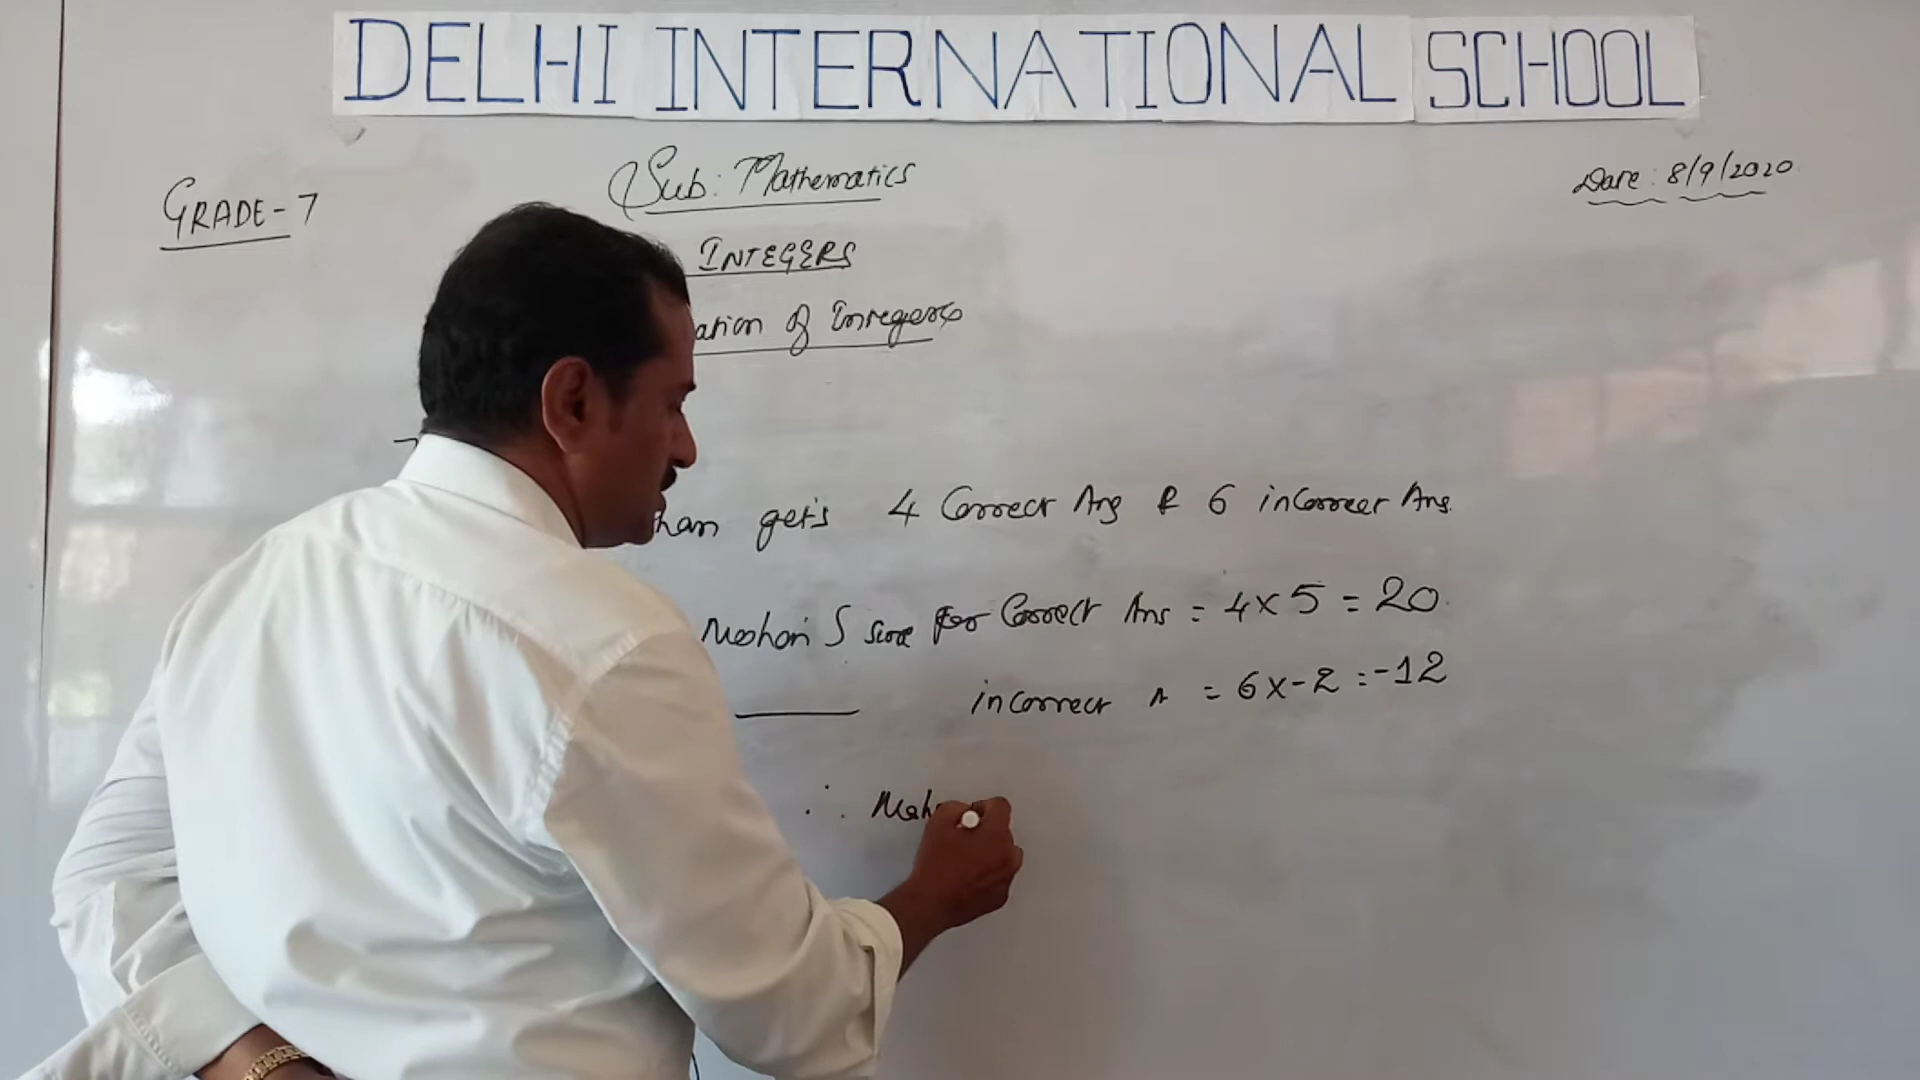 DELHI INTERNATIONAL SCHOOL
Sub: Mathematics
Date: 8/9/2020
GRADE-7
INTEGERS
ation of Integers
han gets 4 Correct Ans & 6 incorrect Ans.
Mohan's score for Correct Ans = 4×5 = 20.
incorrect A = 6×-2 = -12
∴ Moh